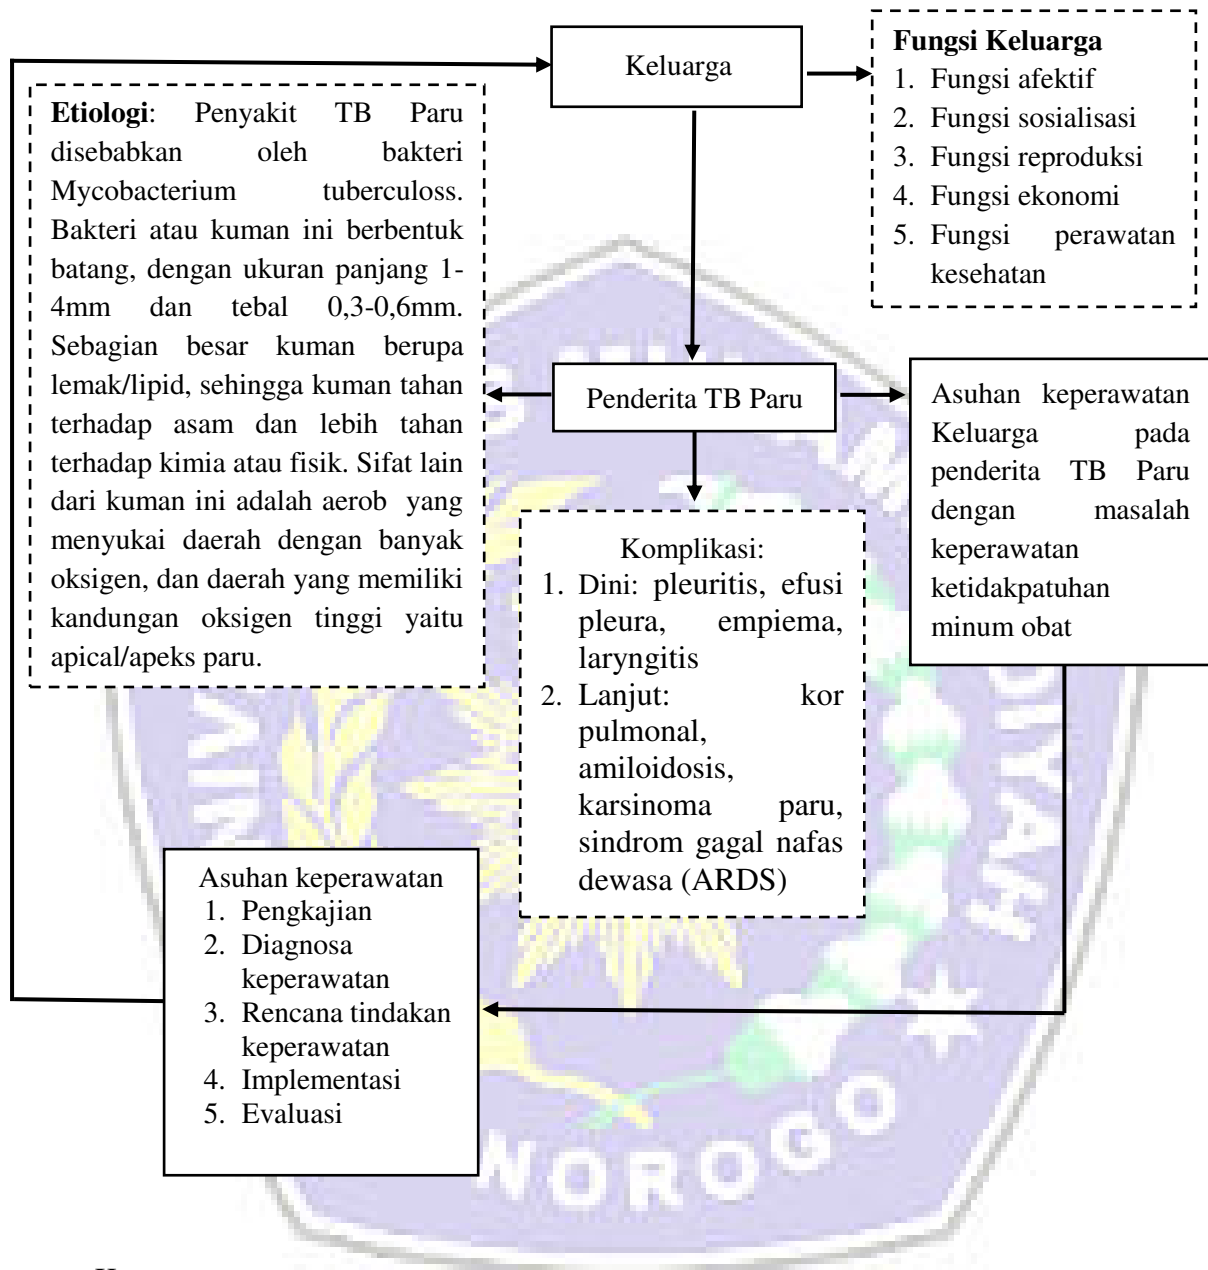 Keluarga
Fungsi Keluarga
1. Fungsi afektif
2. Fungsi sosialisasi
3. Fungsi reproduksi
4. Fungsi ekonomi
5. Fungsi perawatan
kesehatan
Etiologi: Penyakit TB Paru
disebabkan oleh bakteri
Mycobacterium tuberculoss.
Bakteri atau kuman ini berbentuk
batang, dengan ukuran panjang 1-
4mm dan tebal 0,3-0,6mm.
Sebagian besar kuman berupa
lemak/lipid, sehingga kuman tahan
terhadap asam dan lebih tahan
terhadap kimia atau fisik. Sifat lain
dari kuman ini adalah aerob yang
menyukai daerah dengan banyak
oksigen, dan daerah yang memiliki
kandungan oksigen tinggi yaitu
apical/apeks paru.
Penderita TB Paru
Asuhan keperawatan
Keluarga pada
penderita TB Paru
dengan masalah
keperawatan
ketidakpatuhan
minum obat
Komplikasi:
1. Dini: pleuritis, efusi
pleura, empiema,
laryngitis
2. Lanjut: kor
pulmonal,
amiloidosis,
karsinoma paru,
sindrom gagal nafas
dewasa (ARDS)
Asuhan keperawatan
1. Pengkajian
2. Diagnosa
keperawatan
3. Rencana tindakan
keperawatan
4. Implementasi
5. Evaluasi
NOROGO